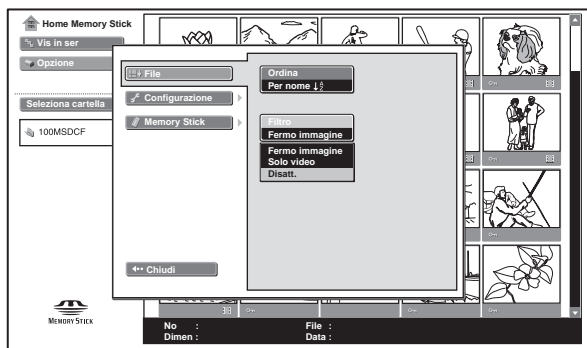 Home Memory Stick
Vis in ser
Opzione
Seleziona cartella
100MSDCF
File
Configurazione
Memory Stick
Chiudi
Ordina
Per nome
Filtro
Fermo immagine
Fermo immagine
Solo video
Disatt.
MEMORY STICK
No :
Dimen :
File :
Data :